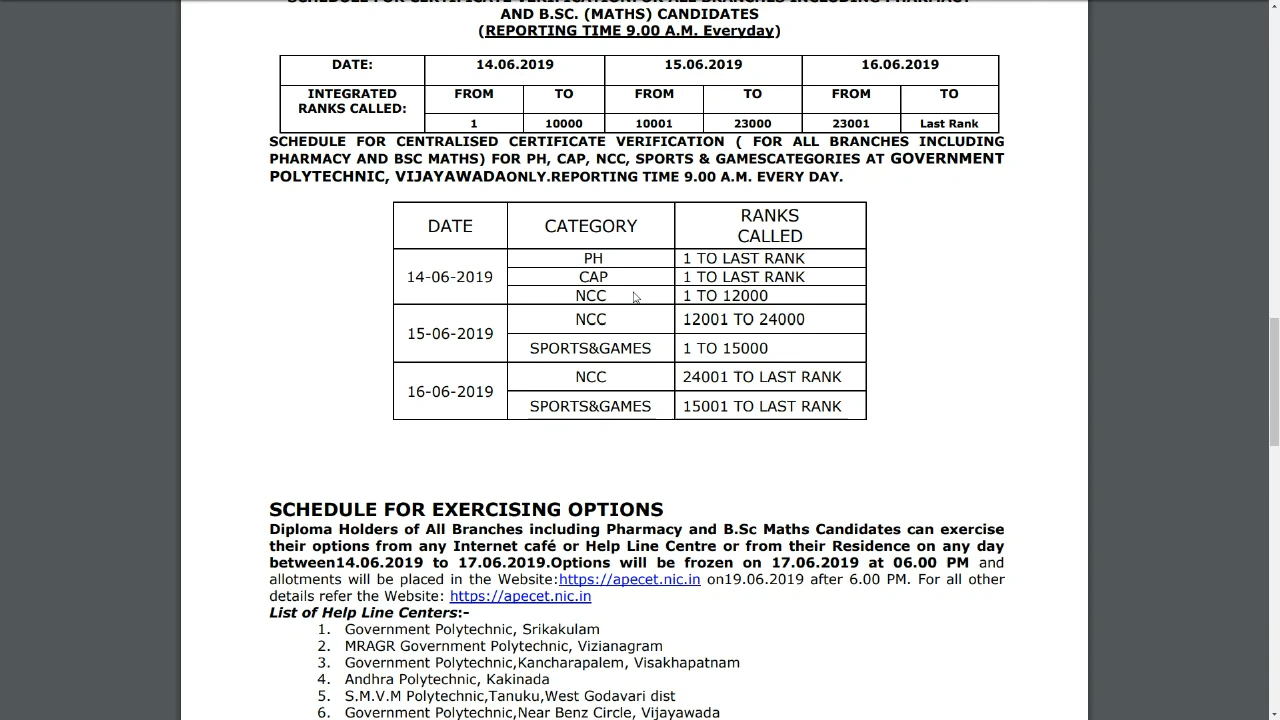 SCHEDULE FOR CERTIFICATE VERIFICATION:FOR ALL BRANCHES INCLUDING PHARMACY
AND B.SC. (MATHS) CANDIDATES
(REPORTING TIME 9.00 A.M. Everyday)
DATE: 14.06.2019 15.06.2019 16.06.2019
INTEGRATED RANKS CALLED: FROM TO FROM TO FROM TO
1 10000 10001 23000 23001 Last Rank
SCHEDULE FOR CENTRALISED CERTIFICATE VERIFICATION ( FOR ALL BRANCHES INCLUDING
PHARMACY AND BSC MATHS) FOR PH, CAP, NCC, SPORTS & GAMESCATEGORIES AT GOVERNMENT
POLYTECHNIC, VIJAYAWADAONLY.REPORTING TIME 9.00 A.M. EVERY DAY.
DATE CATEGORY RANKS CALLED
14-06-2019 PH 1 TO LAST RANK
CAP 1 TO LAST RANK
NCC 1 TO 12000
15-06-2019 NCC 12001 TO 24000
SPORTS&GAMES 1 TO 15000
16-06-2019 NCC 24001 TO LAST RANK
SPORTS&GAMES 15001 TO LAST RANK
SCHEDULE FOR EXERCISING OPTIONS
Diploma Holders of All Branches including Pharmacy and B.Sc Maths Candidates can exercise
their options from any Internet café or Help Line Centre or from their Residence on any day
between14.06.2019 to 17.06.2019.Options will be frozen on 17.06.2019 at 06.00 PM and
allotments will be placed in the Website:https://apecet.nic.in on19.06.2019 after 6.00 PM. For all other
details refer the Website: https://apecet.nic.in
List of Help Line Centers:-
1. Government Polytechnic, Srikakulam
2. MRAGR Government Polytechnic, Vizianagram
3. Government Polytechnic,Kancharapalem, Visakhapatnam
4. Andhra Polytechnic, Kakinada
5. S.M.V.M Polytechnic,Tanuku,West Godavari dist
6. Government Polytechnic,Near Benz Circle, Vijayawada